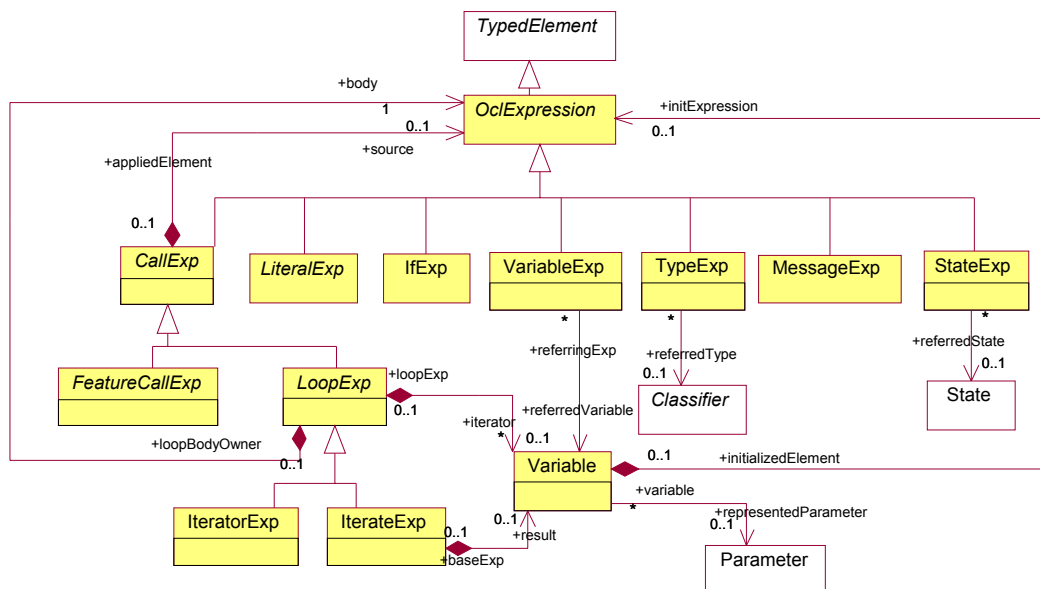 TypedElement
+body
1
OclExpression
+initExpression
0..1
0..1
+source
+appliedElement
0..1
CallExp
LiteralExp
IfExp
VariableExp
TypeExp
MessageExp
StateExp
*
*
*
+referringExp
+referredType
+referredState
0..1
0..1
FeatureCallExp
LoopExp
+loopExp
0..1
Classifier
State
+referredVariable
+iterator
*
0..1
+loopBodyOwner
0..1
Variable
0..1
+initializedElement
+variable
*
+representedParameter
0..1
IteratorExp
IterateExp
0..1
+result
0..1
+baseExp
Parameter